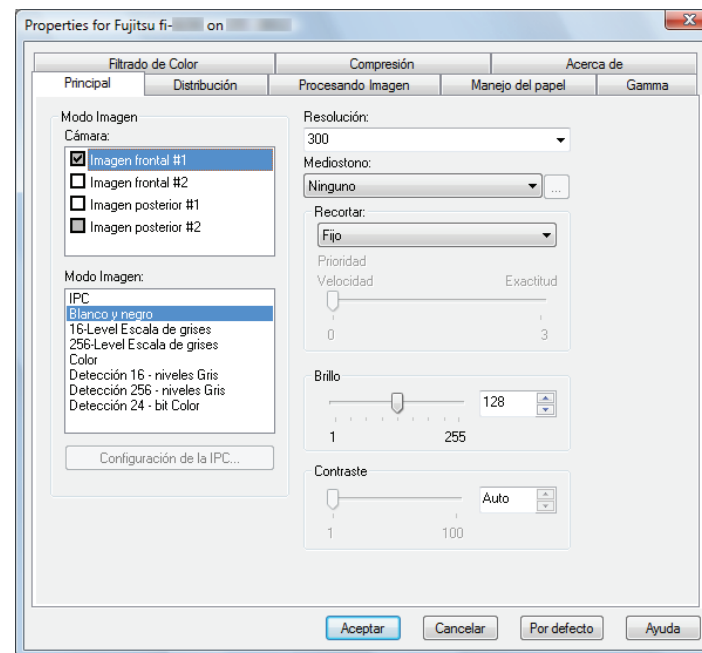 Properties for Fujitsu fi- on
Filtrado de Color Compresión Acerca de
Principal Distribución Procesando Imagen Manejo del papel Gamma
Modo Imagen
Cámara:
Imagen frontal #1
Imagen frontal #2
Imagen posterior #1
Imagen posterior #2
Modo Imagen:
IPC
Blanco y negro
16-Level Escala de grises
256-Level Escala de grises
Color
Detección 16 - niveles Gris
Detección 256 - niveles Gris
Detección 24 - bit Color
Configuración de la IPC...
Resolución:
300
Mediostono:
Ninguno ...
Recortar:
Fijo
Prioridad
Velocidad Exactitud
0 3
Brillo
128
1 255
Contraste
Auto
1 100
Aceptar Cancelar Por defecto Ayuda